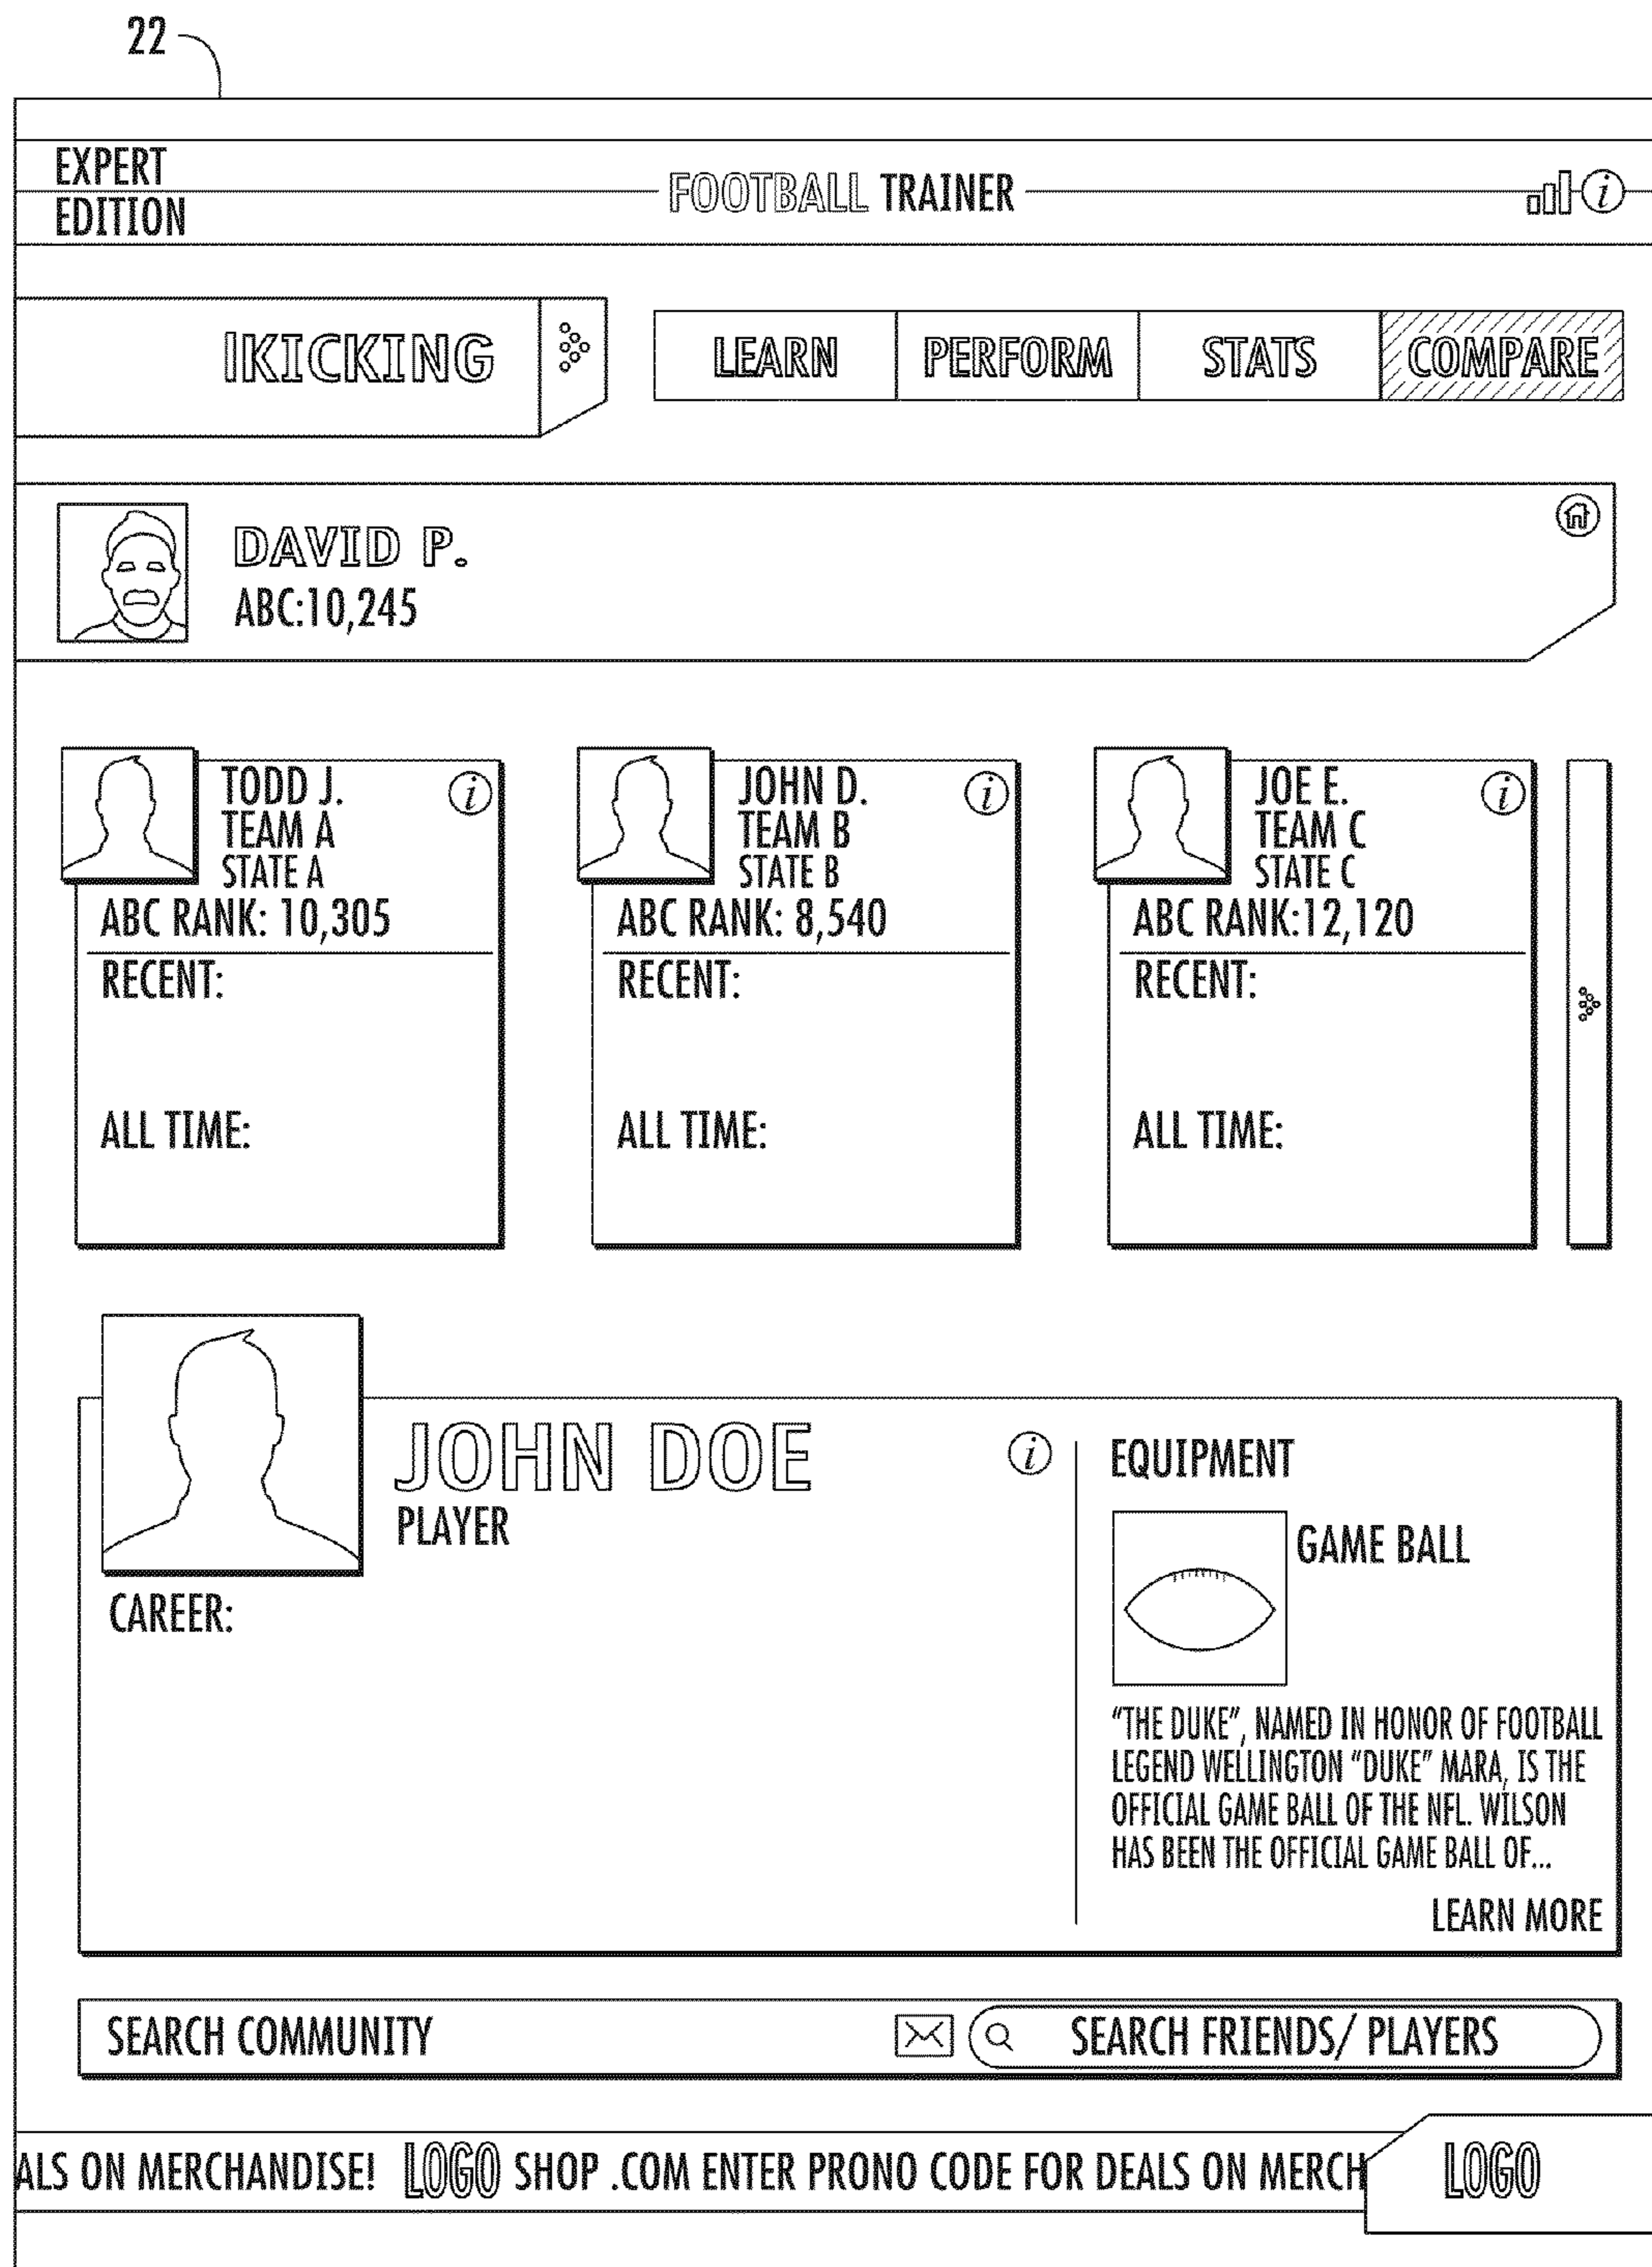 22
EXPERT
EDITION
FOOTBALL TRAINER
KICKING
LEARN
PERFORM
STATS
COMPARE
DAVID P.
ABC:10,245
TODD J.
TEAM A
STATE A
ABC RANK: 10,305
RECENT:
ALL TIME:
JOHN D.
TEAM B
STATE B
ABC RANK: 8,540
RECENT:
ALL TIME:
JOE E.
TEAM C
STATE C
ABC RANK:12,120
RECENT:
ALL TIME:
JOHN DOE
PLAYER
CAREER:
EQUIPMENT
GAME BALL
“THE DUKE”, NAMED IN HONOR OF FOOTBALL
LEGEND WELLINGTON “DUKE” MARA, IS THE
OFFICIAL GAME BALL OF THE NFL. WILSON
HAS BEEN THE OFFICIAL GAME BALL OF...
LEARN MORE
SEARCH COMMUNITY
SEARCH FRIENDS/ PLAYERS
ALS ON MERCHANDISE! LOGO SHOP .COM ENTER PRONO CODE FOR DEALS ON MERCH
LOGO